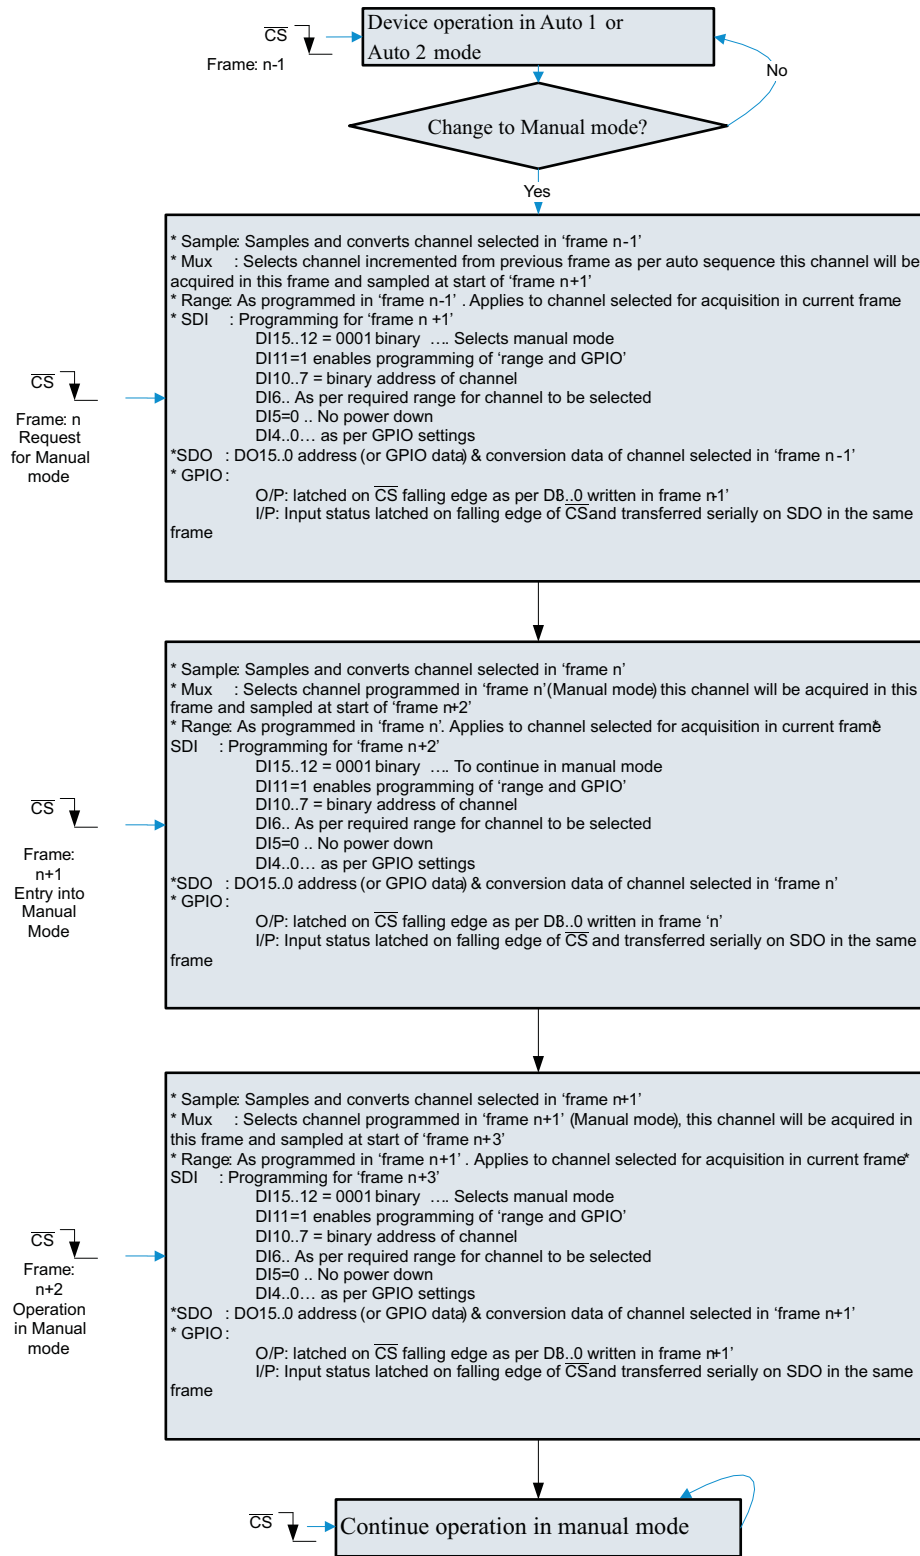 CS
Frame: n-1
Device operation in Auto 1 or
Auto 2 mode
No
Change to Manual mode?
Yes
CS
Frame: n
Request
for Manual
mode
* Sample: Samples and converts channel selected in ‘frame n-1’
* Mux : Selects channel incremented from previous frame as per auto sequence this channel will be
acquired in this frame and sampled at start of ‘frame n+1’
* Range: As programmed in ‘frame n-1’ . Applies to channel selected for acquisition in current frame
* SDI : Programming for ‘frame n +1’
DI15..12 = 0001 binary …. Selects manual mode
DI11=1 enables programming of ‘range and GPIO’
DI10..7 = binary address of channel
DI6.. As per required range for channel to be selected
DI5=0 .. No power down
DI4..0… as per GPIO settings
*SDO : DO15..0 address (or GPIO data) & conversion data of channel selected in ‘frame n-1’
* GPIO :
O/P: latched on CS falling edge as per DB..0 written in frame n-1’
I/P: Input status latched on falling edge of CS and transferred serially on SDO in the same
frame
CS
Frame:
n+1
Entry into
Manual
Mode
* Sample: Samples and converts channel selected in ‘frame n’
* Mux : Selects channel programmed in ‘frame n’(Manual mode) this channel will be acquired in this
frame and sampled at start of ‘frame n+2’
* Range: As programmed in ‘frame n’. Applies to channel selected for acquisition in current frame*
SDI : Programming for ‘frame n+2’
DI15..12 = 0001 binary …. To continue in manual mode
DI11=1 enables programming of ‘range and GPIO’
DI10..7 = binary address of channel
DI6.. As per required range for channel to be selected
DI5=0 .. No power down
DI4..0… as per GPIO settings
*SDO : DO15..0 address (or GPIO data) & conversion data of channel selected in ‘frame n’
* GPIO :
O/P: latched on CS falling edge as per DB..0 written in frame ‘n’
I/P: Input status latched on falling edge of CS and transferred serially on SDO in the same
frame
CS
Frame:
n+2
Operation
in Manual
mode
* Sample: Samples and converts channel selected in ‘frame n+1’
* Mux : Selects channel programmed in ‘frame n+1’ (Manual mode), this channel will be acquired in
this frame and sampled at start of ‘frame n+3’
* Range: As programmed in ‘frame n+1’ . Applies to channel selected for acquisition in current frame*
SDI : Programming for ‘frame n+3’
DI15..12 = 0001 binary …. Selects manual mode
DI11=1 enables programming of ‘range and GPIO’
DI10..7 = binary address of channel
DI6.. As per required range for channel to be selected
DI5=0 .. No power down
DI4..0… as per GPIO settings
*SDO : DO15..0 address (or GPIO data) & conversion data of channel selected in ‘frame n+1’
* GPIO :
O/P: latched on CS falling edge as per DB..0 written in frame n+1’
I/P: Input status latched on falling edge of CS and transferred serially on SDO in the same
frame
CS
Continue operation in manual mode